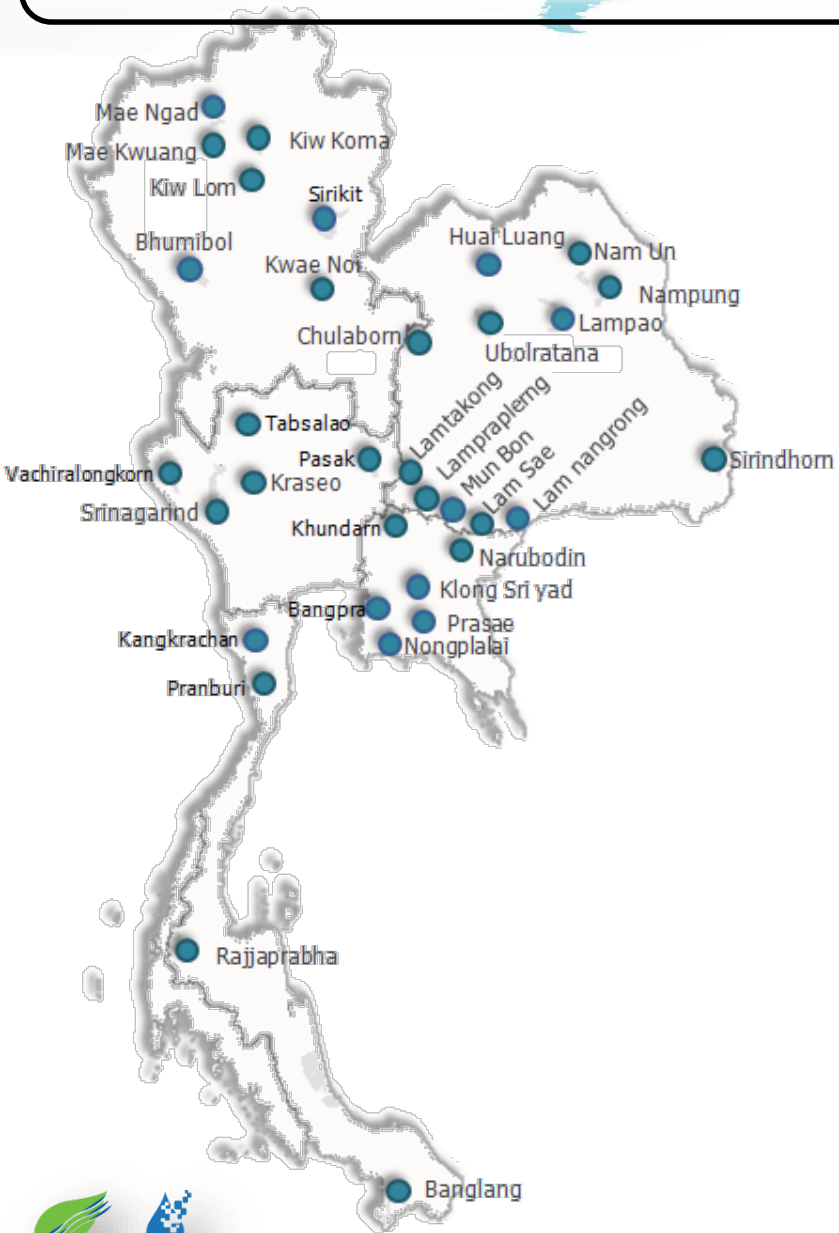 Mae Ngad
Mae Kwuang
Kiw Koma
Kiw Lom
Sirikit
Bhumibol
Kwae Noi
Huai Luang
Nam Un
Nampung
Lampao
Chulaborn
Ubolratana
Lamtakong
Lampraplerng
Mun Bon
Lam Sae
Lam nangrong
Tabsalao
Pasak
Vachiralongkorn
Kraseo
Sirindhorn
Srinagarind
Khundarn
Narubodin
Klong Sri yad
Bangpra
Prasae
Kangkrachan
Nongplalai
Pranburi
Rajjaprabha
Banglang